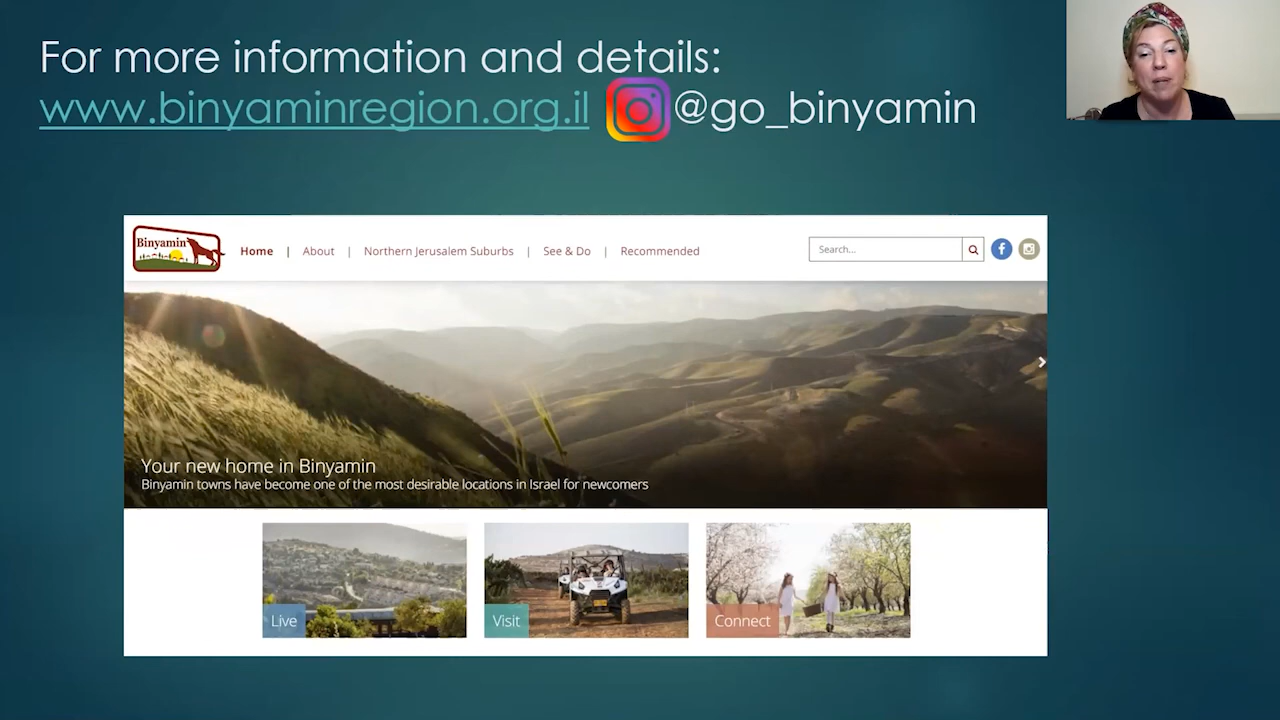 For more information and details:
www.binyaminregion.org.il @go_binyamin
Binyamin
Home | About | Northern Jerusalem Suburbs | See & Do | Recommended
Search...
Your new home in Binyamin
Binyamin towns have become one of the most desirable locations in Israel for newcomers
Live
Visit
Connect